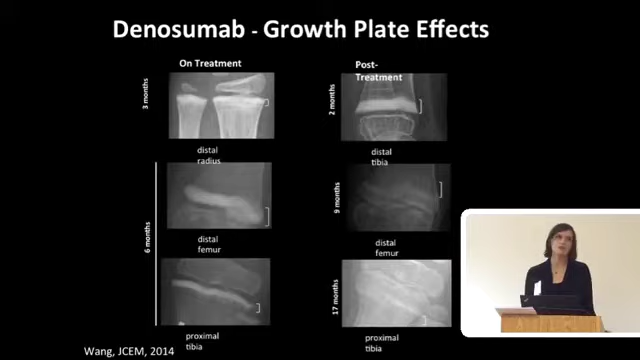 Denosumab - Growth Plate Effects
On Treatment
Post-
Treatment
3 months
distal
radius
2 months
distal
tibia
6 months
distal
femur
9 months
distal
femur
proximal
tibia
17 months
proximal
tibia
Wang, JCEM, 2014